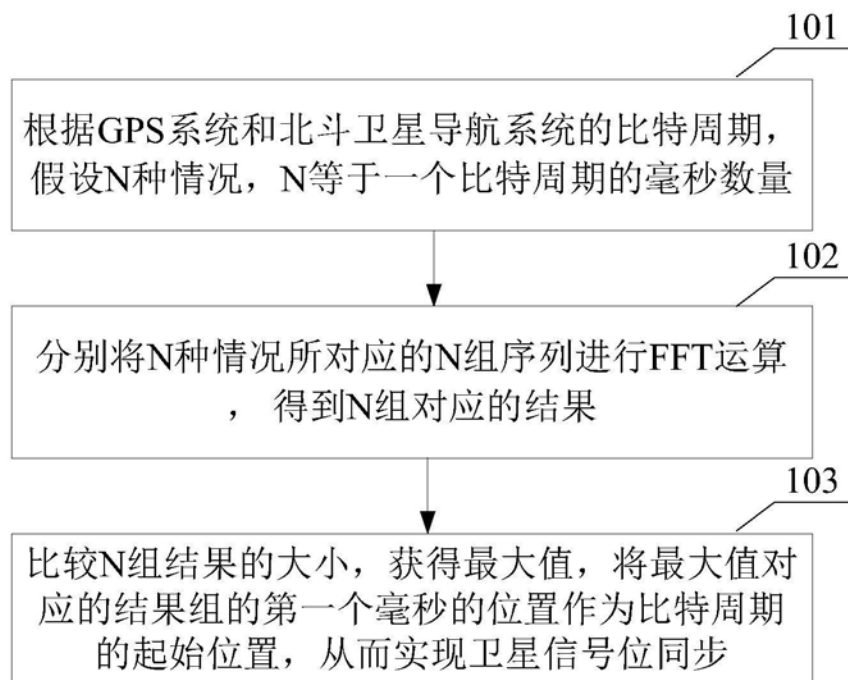 101
根据GPS系统和北斗卫星导航系统的比特周期，
假设N种情况，N等于一个比特周期的毫秒数量
102
分别将N种情况所对应的N组序列进行FFT运算
， 得到N组对应的结果
103
比较N组结果的大小，获得最大值，将最大值对
应的结果组的第一个毫秒的位置作为比特周期
的起始位置，从而实现卫星信号位同步